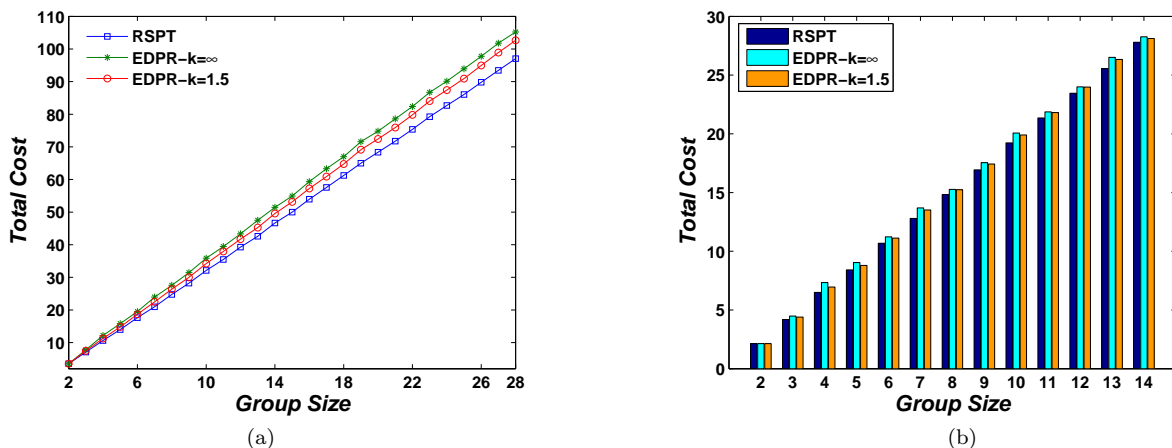 110
100
90
80
70
60
50
40
30
20
10
Total Cost
RSPT
EDPR−k=∞
EDPR−k=1.5
2 6 10 14 18 22 26 28
Group Size
(a)
30
25
20
15
10
5
0
Total Cost
RSPT
EDPR−k=∞
EDPR−k=1.5
2 3 4 5 6 7 8 9 10 11 12 13 14
Group Size
(b)